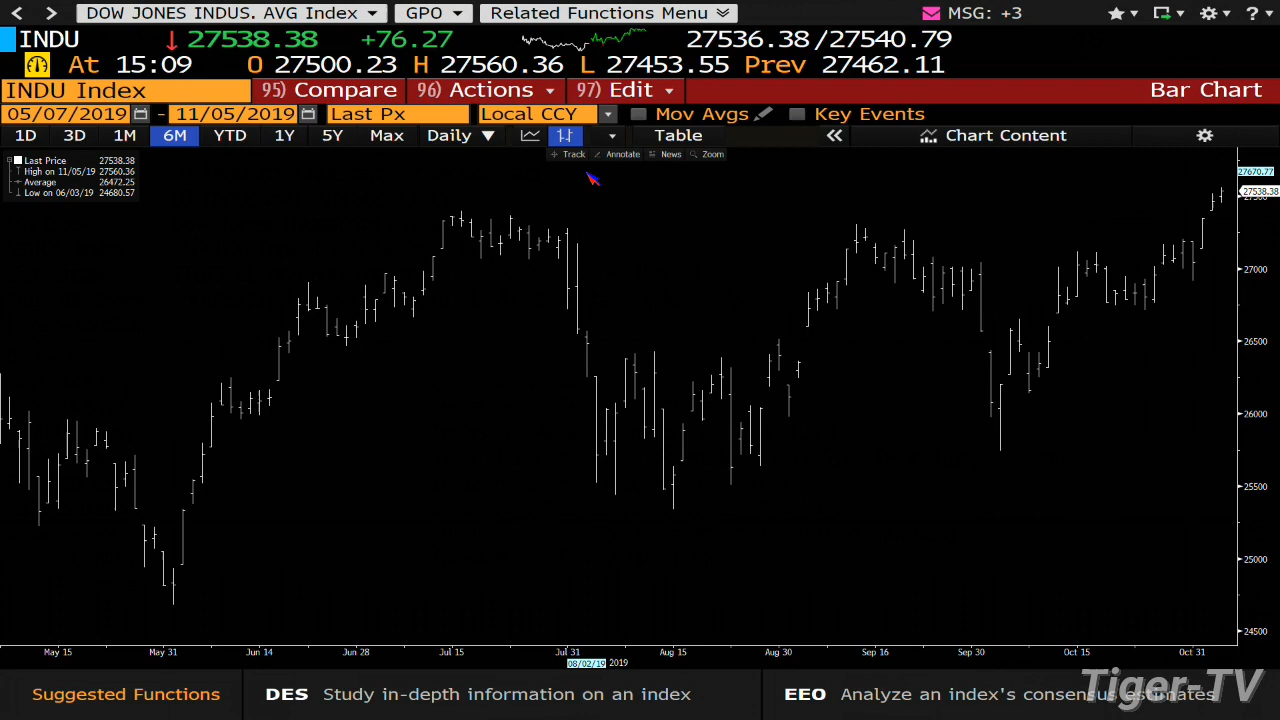 DOW JONES INDUS. AVG Index GPO Related Functions Menu MSG: +3
INDU 27538.38 +76.27 27536.38 /27540.79
At 15:09 O 27500.23 H 27560.36 L 27453.55 Prev 27462.11
INDU Index 95) Compare 96) Actions 97) Edit Bar Chart
05/07/2019 - 11/05/2019 Last Px Local CCY Mov Avgs Key Events
1D 3D 1M 6M YTD 1Y 5Y Max Daily Table Chart Content
Track Annotate News Zoom
Last Price 27538.38
High on 11/05/19 27560.36
Average 26472.25
Low on 06/03/19 24680.57
27670.77
27538.38
27000
26500
26000
25500
25000
24500
May 15 May 31 Jun 14 Jun 28 Jul 15 Jul 31 Aug 15 Aug 30 Sep 16 Sep 30 Oct 15 Oct 31
08/02/19 2019
Suggested Functions DES Study in-depth information on an index EEO Analyze an index's consensus estimates
Tiger-TV